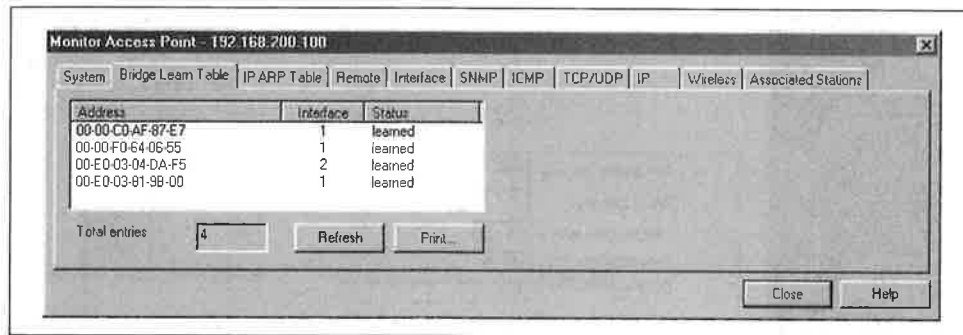 Monitor Access Point - 192.168.200.100
System Bridge Learn Table IP ARP Table Remote Interface SNMP ICMP TCP/UDP IP Wireless Associated Stations
Address Interface Status
00-00-C0-AF-87-E7 1 learned
00-00-F0-64-06-55 1 learned
00-E0-03-04-DA-F5 2 learned
00-E0-03-81-9B-00 1 learned
Total entries 4 Refresh Print...
Close Help